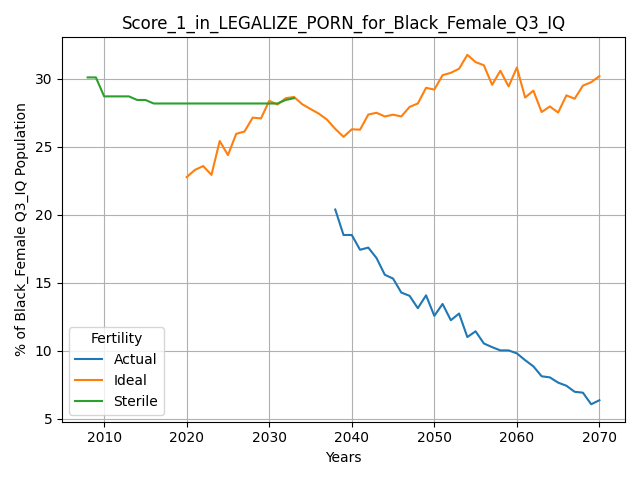 Score_1_in_LEGALIZE_PORN_for_Black_Female_Q3_IQ
% of Black_Female Q3_IQ Population
30
25
20
15
10
5
Fertility
Actual
Ideal
Sterile
2010 2020 2030 2040 2050 2060 2070
Years